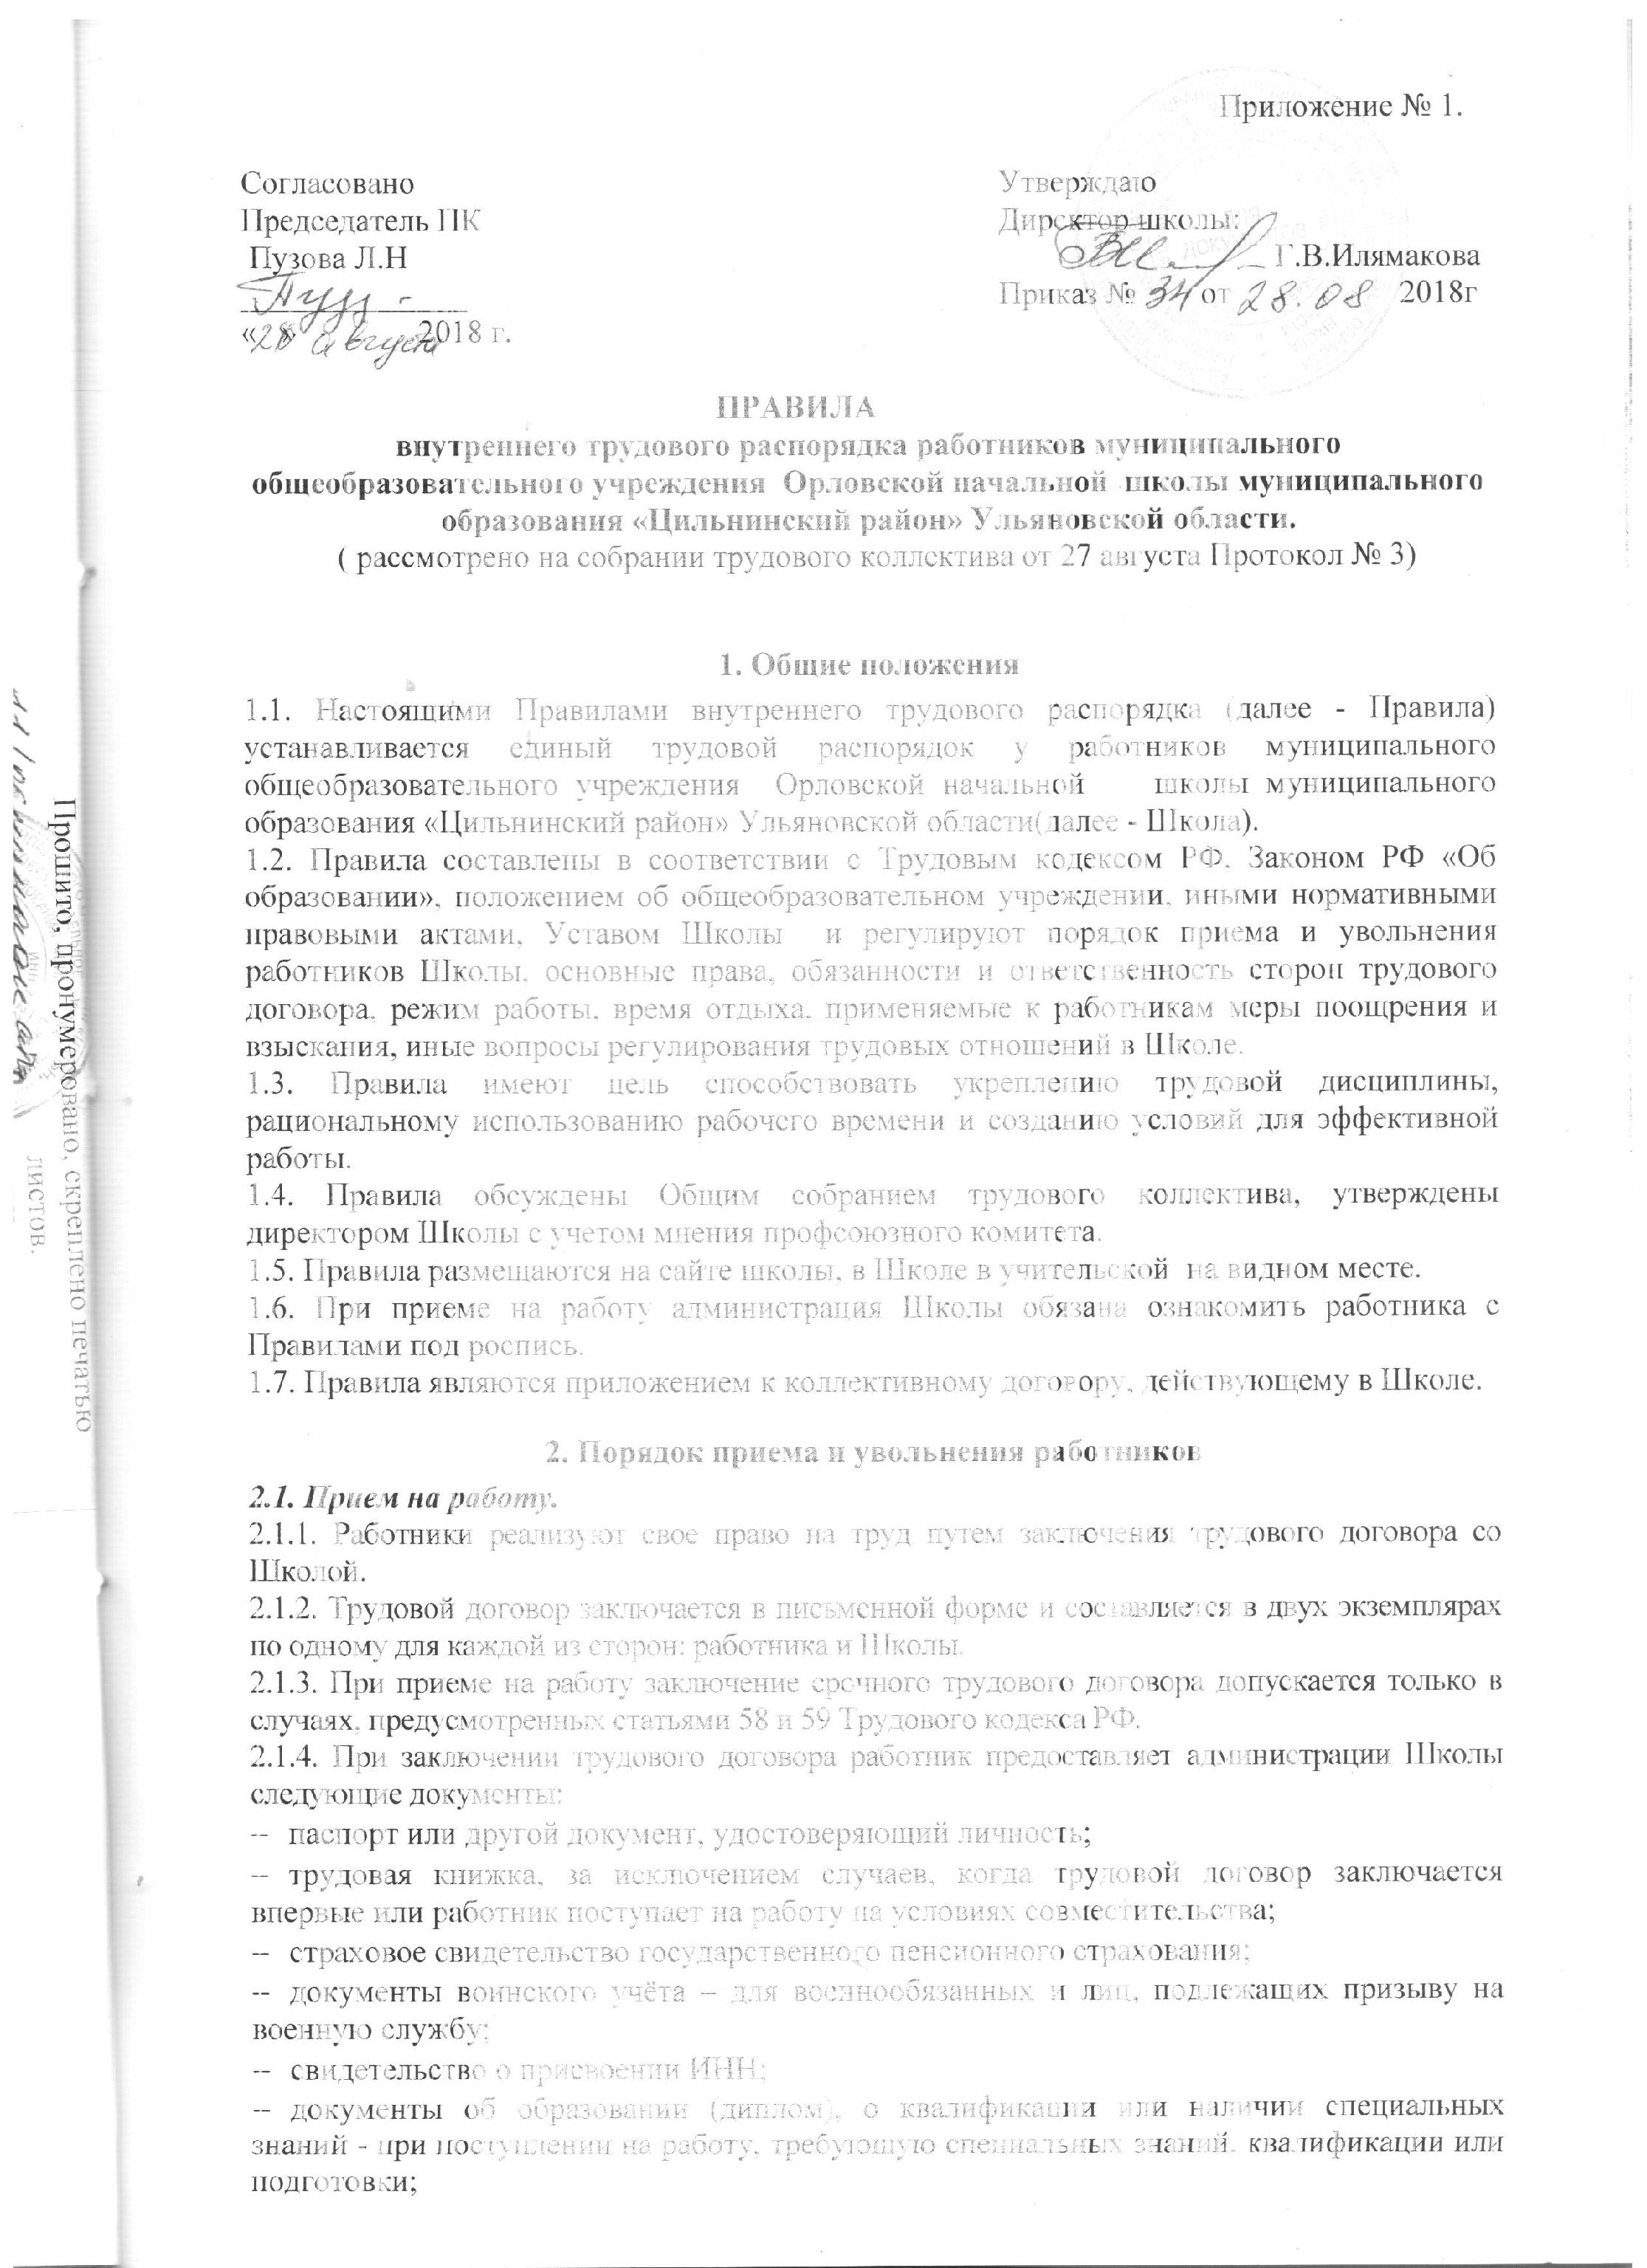 Приложение № 1.
Согласовано
Председатель ПК
Пузова Л.Н
«28» августа 2018 г.
Утверждаю
Директор школы:
Г.В.Илямакова
Приказ № 34 от 28.08 2018г
ПРАВИЛА
внутреннего трудового распорядка работников муниципального
общеобразовательного учреждения Орловской начальной школы муниципального
образования «Цильнинский район» Ульяновской области.
( рассмотрено на собрании трудового коллектива от 27 августа Протокол № 3)
1. Общие положения
1.1. Настоящими Правилами внутреннего трудового распорядка (далее - Правила)
устанавливается единый трудовой распорядок у работников муниципального
общеобразовательного учреждения Орловской начальной школы муниципального
образования «Цильнинский район» Ульяновской области(далее - Школа).
1.2. Правила составлены в соответствии с Трудовым кодексом РФ. Законом РФ «Об
образовании», положением об общеобразовательном учреждении, иными нормативными
правовыми актами, Уставом Школы и регулируют порядок приема и увольнения
работников Школы, основные права, обязанности и ответственность сторон трудового
договора, режим работы, время отдыха, применяемые к работникам меры поощрения и
взыскания, иные вопросы регулирования трудовых отношений в Школе.
1.3. Правила имеют цель способствовать укреплению трудовой дисциплины,
рациональному использованию рабочего времени и созданию условий для эффективной
работы.
1.4. Правила обсуждены Общим собранием трудового коллектива, утверждены
директором Школы с учетом мнения профсоюзного комитета.
1.5. Правила размещаются на сайте школы, в Школе в учительской на видном месте.
1.6. При приеме на работу администрация Школы обязана ознакомить работника с
Правилами под роспись.
1.7. Правила являются приложением к коллективному договору, действующему в Школе.
2. Порядок приема и увольнения работников
2.1. Прием на работу.
2.1.1. Работники реализуют свое право на труд путем заключения трудового договора со
Школой.
2.1.2. Трудовой договор заключается в письменной форме и составляется в двух экземплярах
по одному для каждой из сторон: работника и Школы.
2.1.3. При приеме на работу заключение срочного трудового договора допускается только в
случаях, предусмотренных статьями 58 и 59 Трудового кодекса РФ.
2.1.4. При заключении трудового договора работник предоставляет администрации Школы
следующие документы:
-- паспорт или другой документ, удостоверяющий личность;
-- трудовая книжка, за исключением случаев, когда трудовой договор заключается
впервые или работник поступает на работу на условиях совместительства;
-- страховое свидетельство государственного пенсионного страхования;
-- документы воинского учёта – для военнообязанных и лиц, подлежащих призыву на
военную службу;
-- свидетельство о присвоении ИНН;
-- документы об образовании (диплом), о квалификации или наличии специальных
знаний - при поступлении на работу, требующую специальных знаний, квалификации или
подготовки;
Прошито, пронумеровано, скреплено печатью
листов.